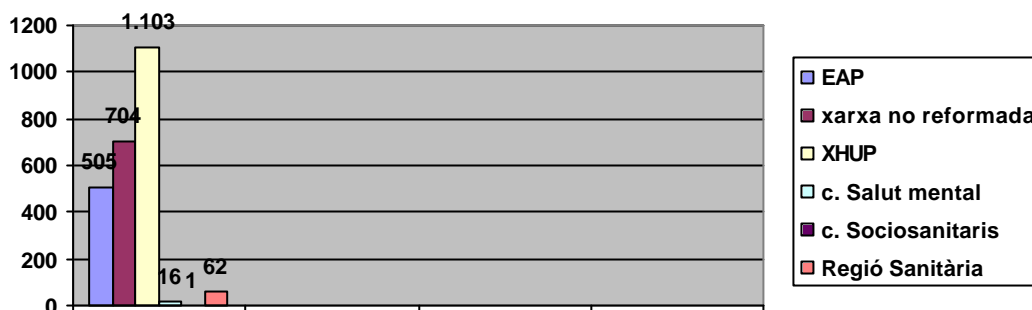 1200
1000
800
600
400
200
0
505
704
1.103
16
1
62
EAP
xarxa no reformada
XHUP
c. Salut mental
c. Sociosanitaris
Regió Sanitària